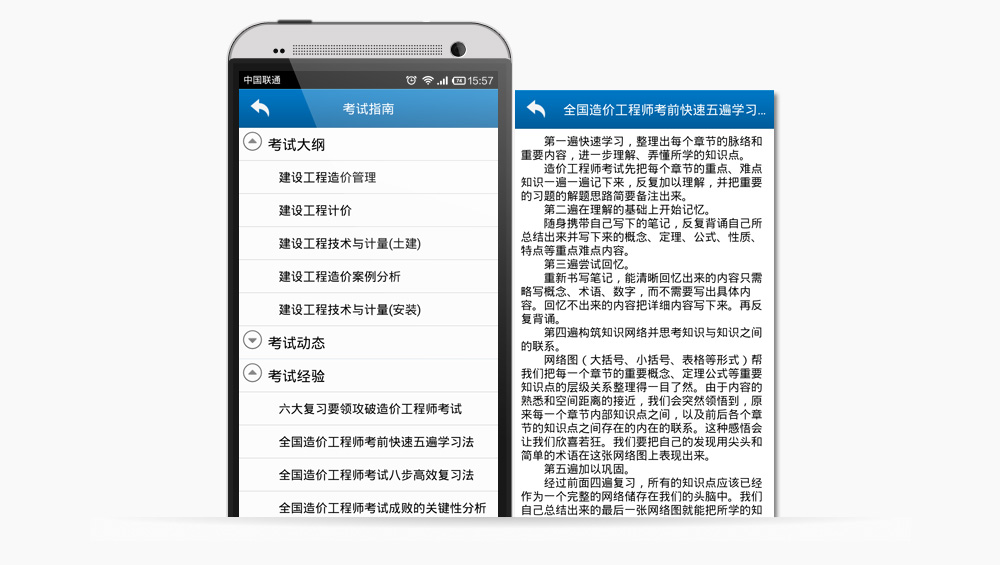 中国联通
74 15:57
考试指南
考试大纲
建设工程造价管理
建设工程计价
建设工程技术与计量(土建)
建设工程造价案例分析
建设工程技术与计量(安装)
考试动态
考试经验
六大复习要领攻破造价工程师考试
全国造价工程师考前快速五遍学习法
全国造价工程师考试八步高效复习法
全国造价工程师考试成败的关键性分析
全国造价工程师考前快速五遍学习...
第一遍快速学习，整理出每个章节的脉络和
重要内容，进一步理解、弄懂所学的知识点。
造价工程师考试先把每个章节的重点、难点
知识一遍一遍记下来，反复加以理解，并把重要
的习题的解题思路简要备注出来。
第二遍在理解的基础上开始记忆。
随身携带自己写下的笔记，反复背诵自己所
总结出来并写下来的概念、定理、公式、性质、
特点等重点难点内容。
第三遍尝试回忆。
重新书写笔记，能清晰回忆出来的内容只需
略写概念、术语、数字，而不需要写出具体内
容。回忆不出来的内容把详细内容写下来。再反
复背诵。
第四遍构筑知识网络并思考知识与知识之间
的联系。
网络图（大括号、小括号、表格等形式）帮
我们把每一个章节的重要概念、定理公式等重要
知识点的层级关系整理得一目了然。由于内容的
熟悉和空间距离的接近，我们会突然领悟到，原
来每一个章节内部知识点之间，以及前后各个章
节的知识点之间存在的内在的联系。这种感悟会
让我们欣喜若狂。我们要把自己的发现用尖头和
简单的术语在这张网络图上表现出来。
第五遍加以巩固。
经过前面四遍复习，所有的知识点应该已经
作为一个完整的网络储存在我们的头脑中。我们
自己总结出来的最后一张网络图就能把所学的知